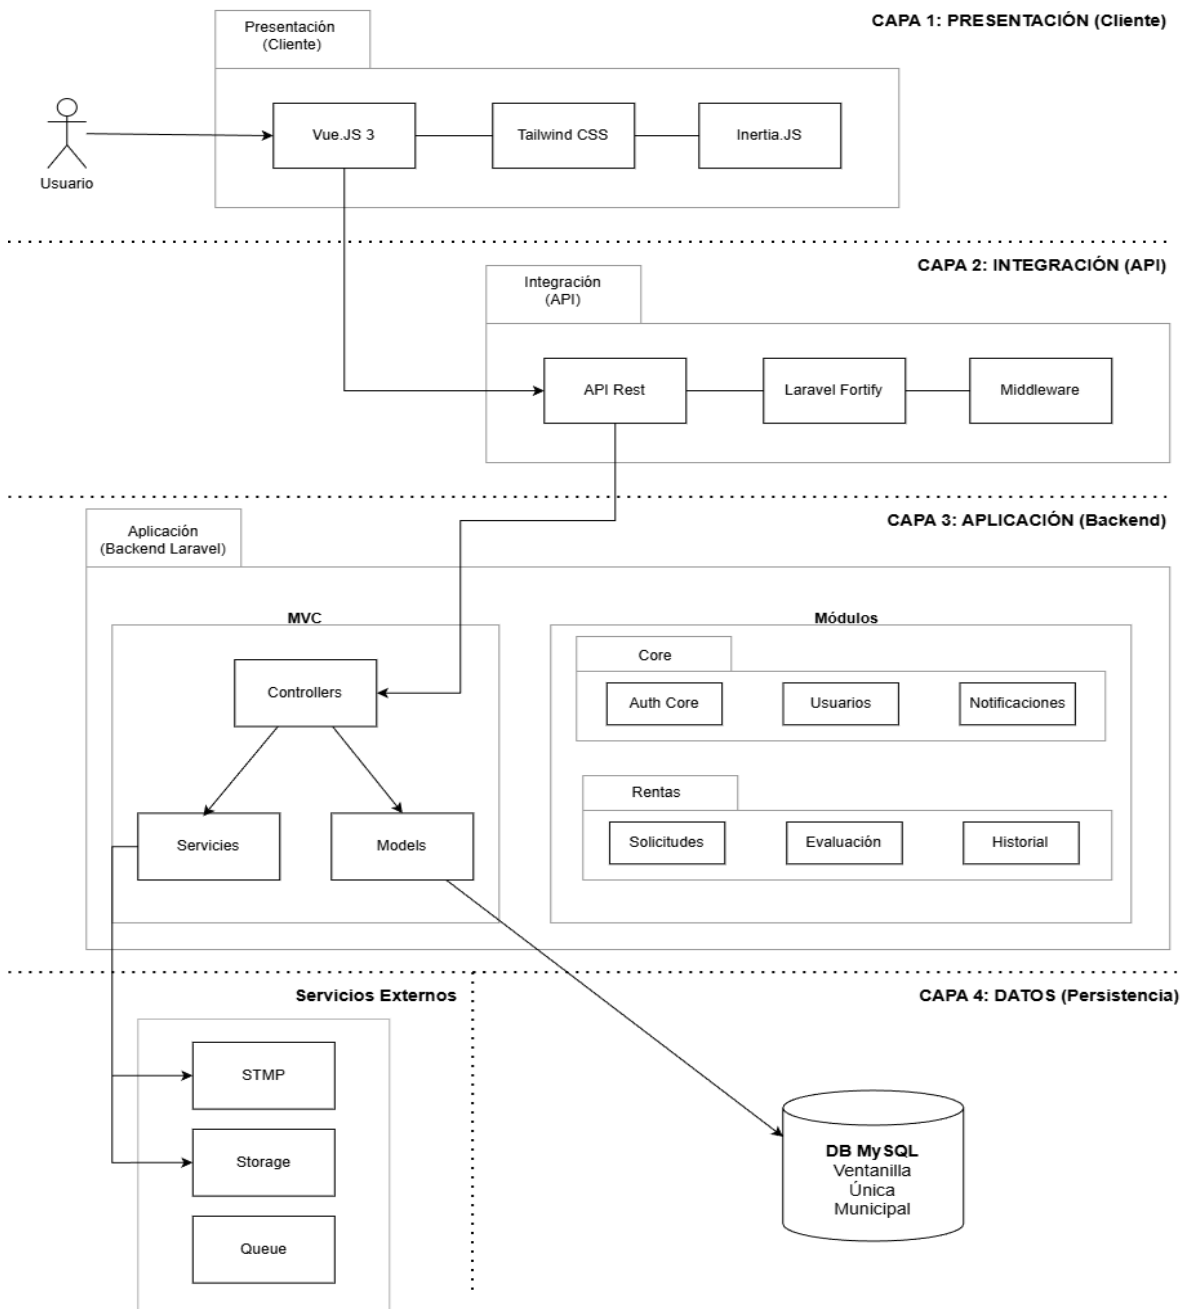 CAPA 1: PRESENTACIÓN (Cliente)
Presentación
(Cliente)
Usuario
Vue.JS 3
Tailwind CSS
Inertia.JS
CAPA 2: INTEGRACIÓN (API)
Integración
(API)
API Rest
Laravel Fortify
Middleware
CAPA 3: APLICACIÓN (Backend)
Aplicación
(Backend Laravel)
MVC
Controllers
Servicies
Models
Módulos
Core
Auth Core
Usuarios
Notificaciones
Rentas
Solicitudes
Evaluación
Historial
Servicios Externos
STMP
Storage
Queue
CAPA 4: DATOS (Persistencia)
DB MySQL
Ventanilla
Única
Municipal